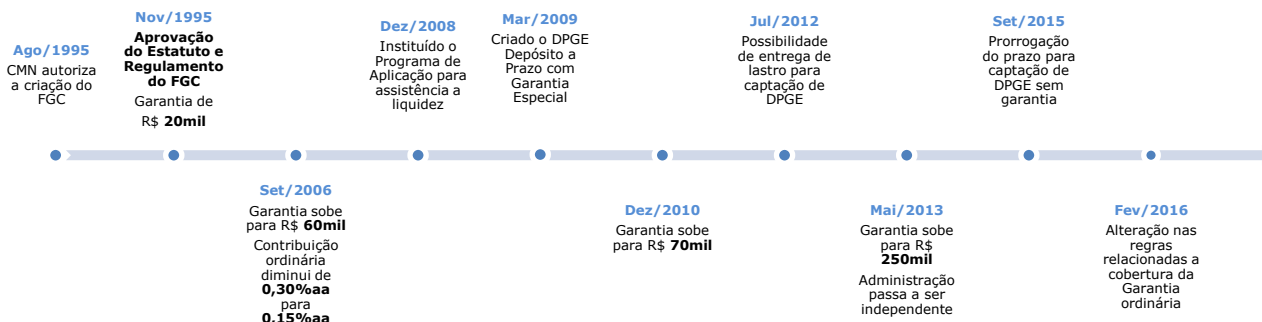 Ago/1995
CMN autoriza
a criação do
FGC
Nov/1995
Aprovação
do Estatuto e
Regulamento
do FGC
Garantia de
R$ 20mil
Set/2006
Garantia sobe
para R$ 60mil
Contribuição
ordinária
diminui de
0,30%aa
para
0,15%aa
Dez/2008
Instituído o
Programa de
Aplicação para
assistência a
liquidez
Mar/2009
Criado o DPGE
Depósito a
Prazo com
Garantia
Especial
Dez/2010
Garantia sobe
para R$ 70mil
Jul/2012
Possibilidade
de entrega de
lastro para
captação de
DPGE
Mai/2013
Garantia sobe
para R$
250mil
Administração
passa a ser
independente
Set/2015
Prorrogação
do prazo para
captação de
DPGE sem
garantia
Fev/2016
Alteração nas
regras
relacionadas a
cobertura da
Garantia
ordinária